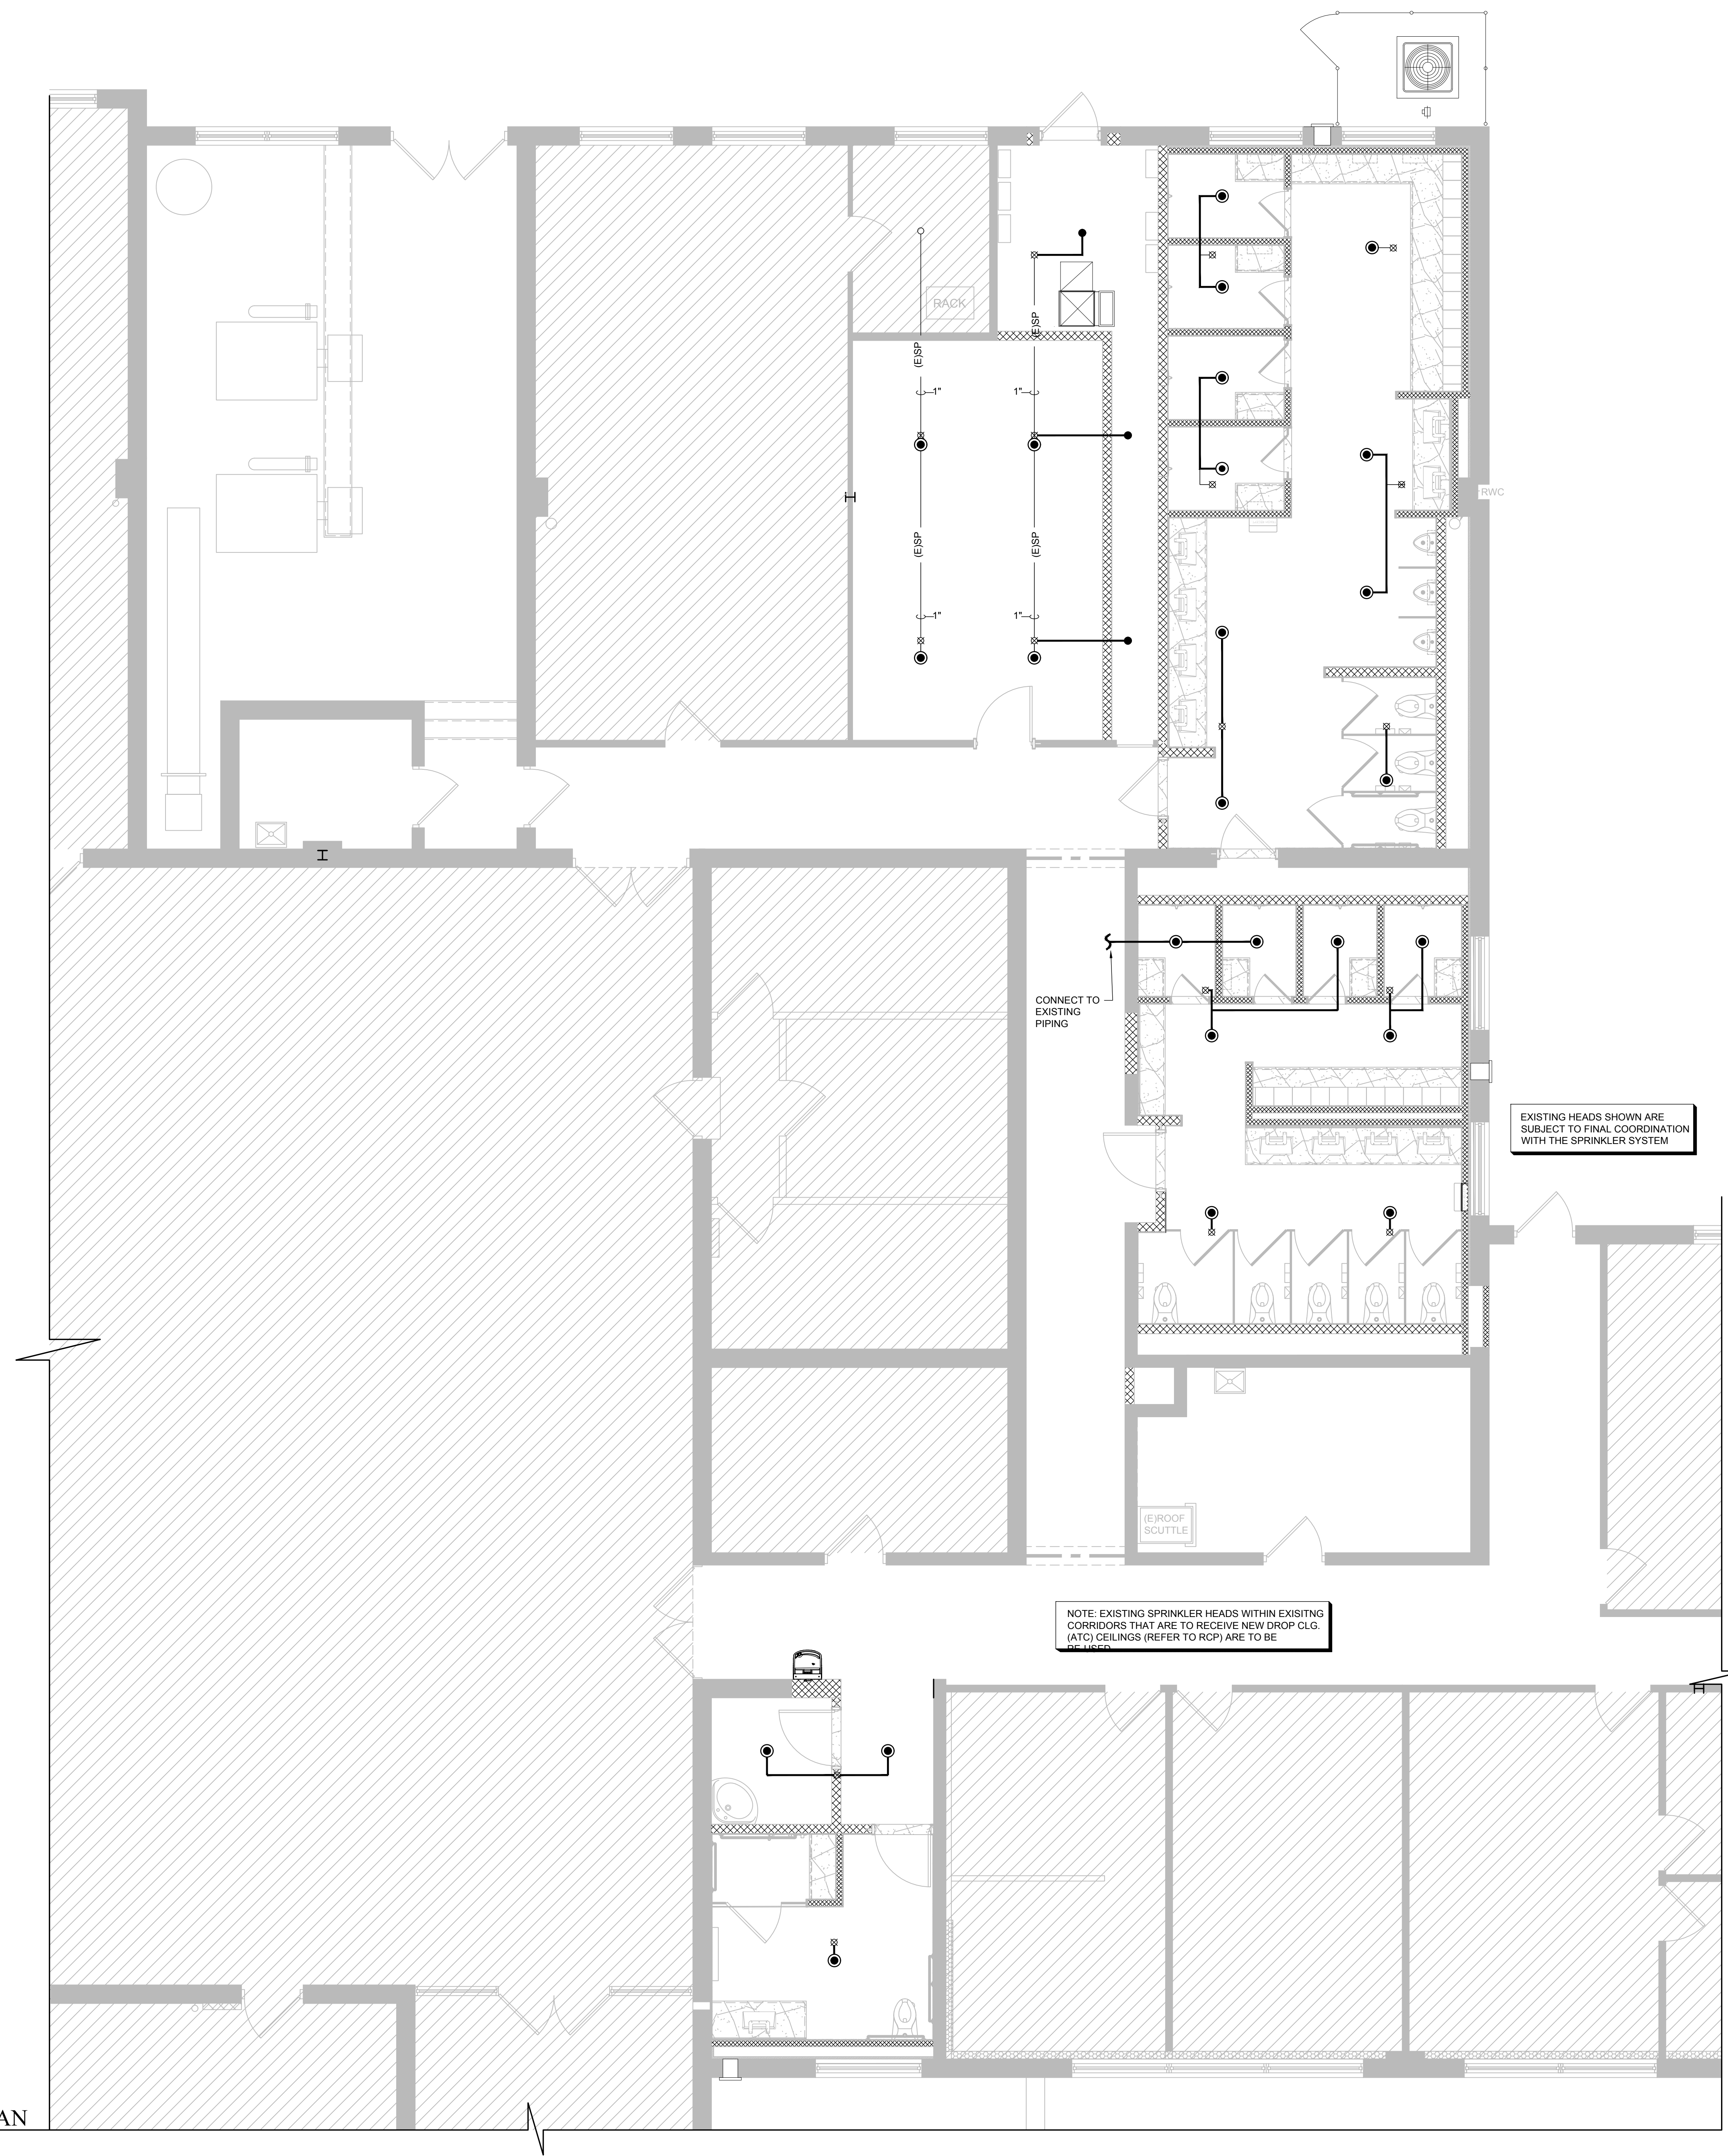 RACK
(E)SP
(E)SP
1"
1"
RWC
(E)SP
(E)SP
1"
1"
CONNECT TO
EXISTING
PIPING
EXISTING HEADS SHOWN ARE
SUBJECT TO FINAL COORDINATION
WITH THE SPRINKLER SYSTEM
(E)ROOF
SCUTTLE
NOTE: EXISTING SPRINKLER HEADS WITHIN EXISITNG
CORRIDORS THAT ARE TO RECEIVE NEW DROP CLG.
(ATC) CEILINGS (REFER TO RCP) ARE TO BE
RE-USED
AN